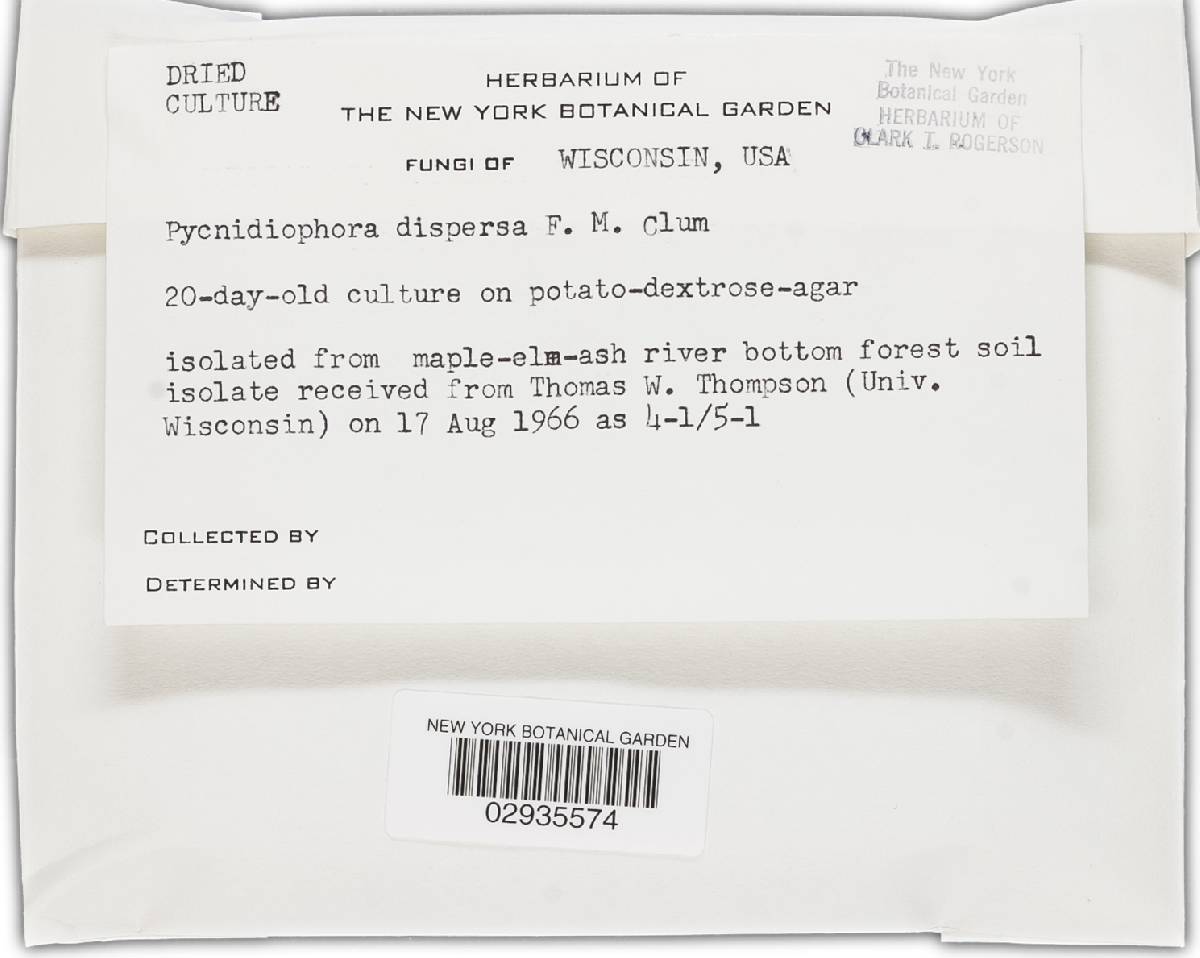 DRIED
CULTURE
HERBARIUM OF
THE NEW YORK BOTANICAL GARDEN
The New York
Botanical Garden
HERBARIUM OF
CLARK T. ROGERSON
FUNGI OF WISCONSIN, USA
Pycnidiophora dispersa F. M. Clum
20-day-old culture on potato-dextrose-agar
isolated from maple-elm-ash river bottom forest soil
isolate received from Thomas W. Thompson (Univ.
Wisconsin) on 17 Aug 1966 as 4-1/5-1
COLLECTED BY
DETERMINED BY
NEW YORK BOTANICAL GARDEN
02935574